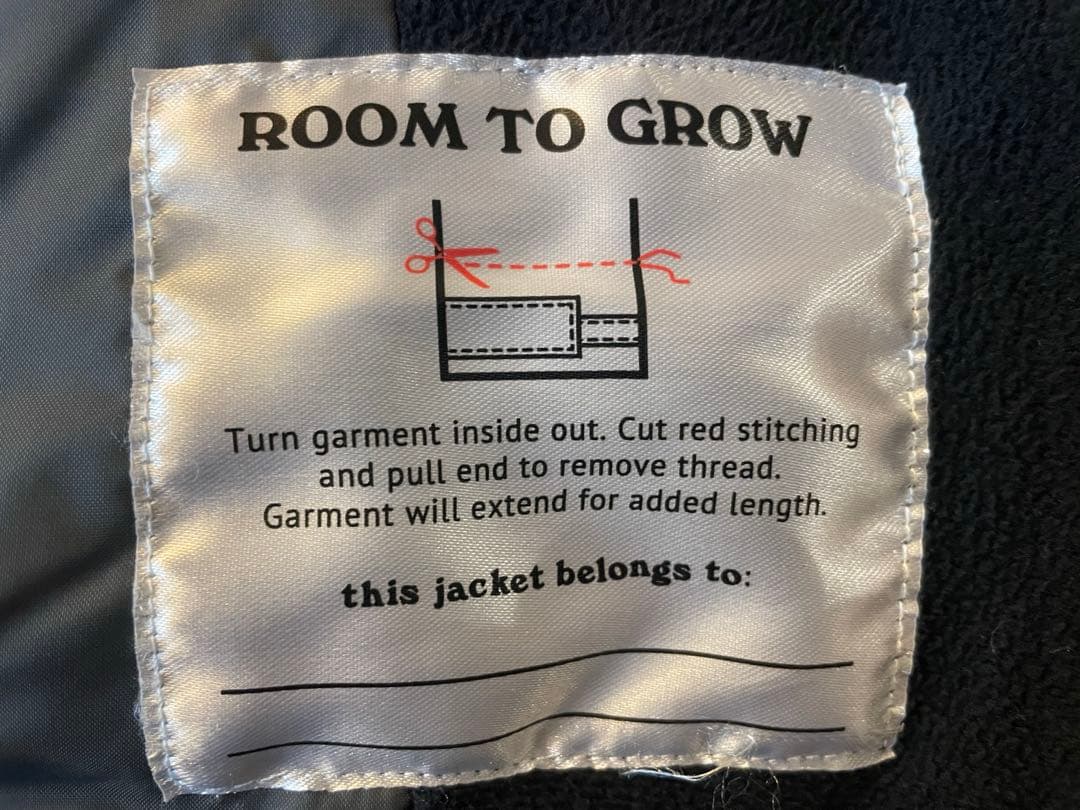 ROOM TO GROW
Turn garment inside out. Cut red stitching
and pull end to remove thread.
Garment will extend for added length.
this jacket belongs to: